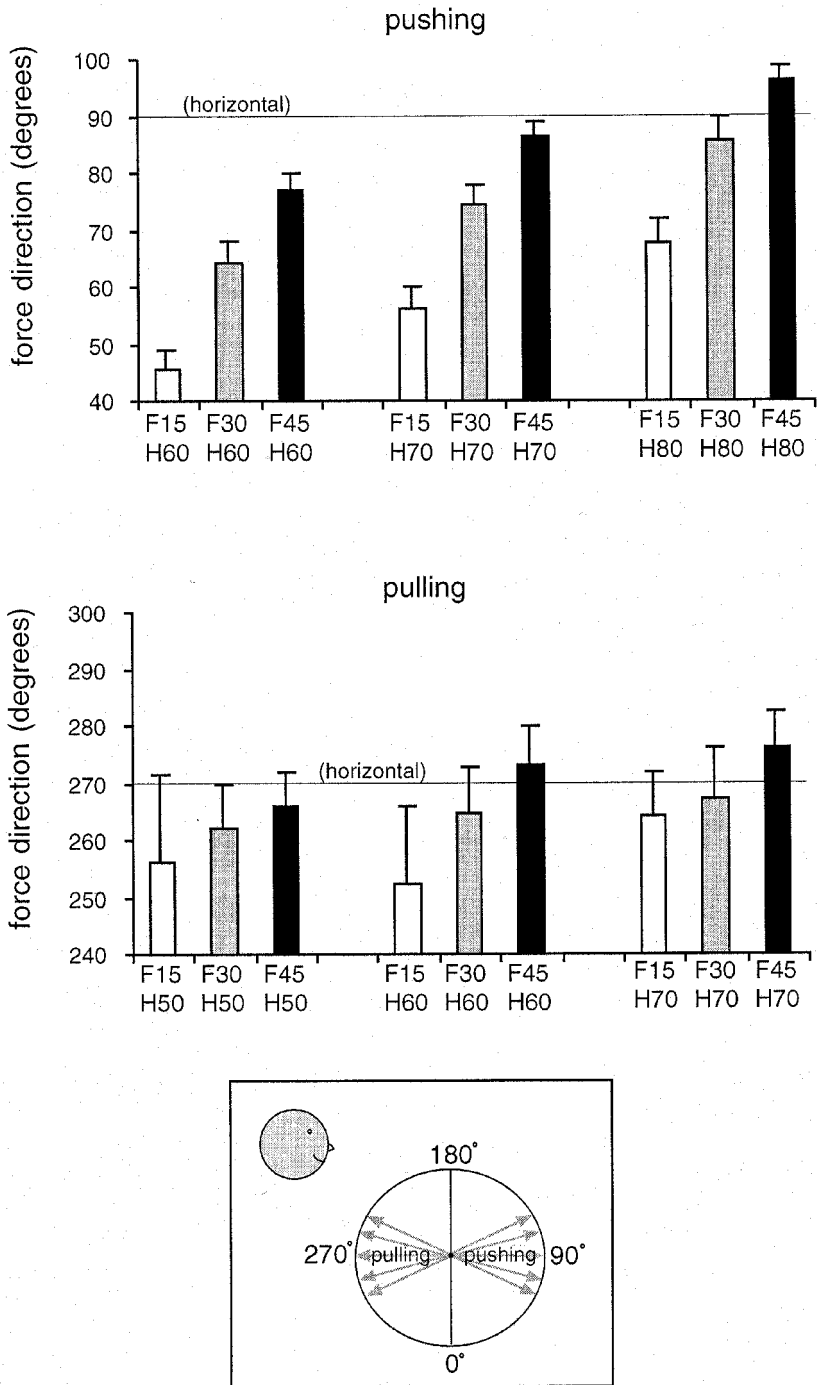 pushing
force direction (degrees)
100
90
80
70
60
50
40
(horizontal)
F15 F30 F45 F15 F30 F45 F15 F30 F45
H60 H60 H60 H70 H70 H70 H80 H80 H80
pulling
force direction (degrees)
300
290
280
270
260
250
240
(horizontal)
F15 F30 F45 F15 F30 F45 F15 F30 F45
H50 H50 H50 H60 H60 H60 H70 H70 H70
180°
270° pulling pushing 90°
0°